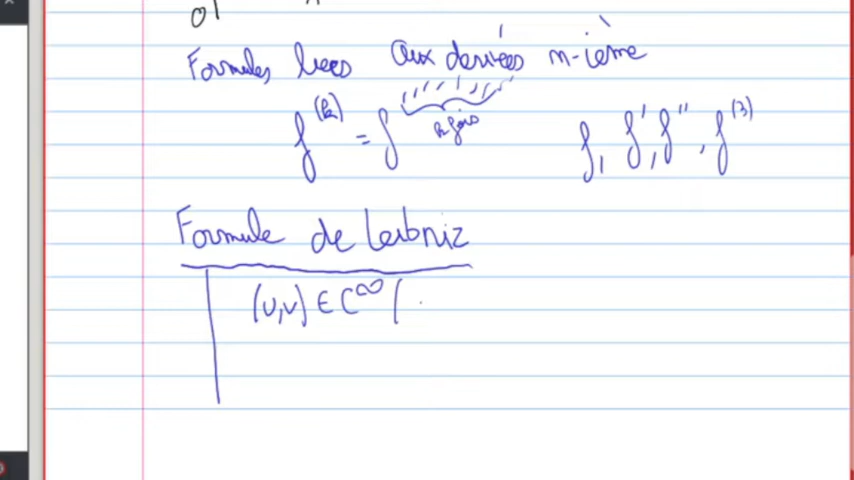 Formules liées aux dérivées n-ième
f^(k) = f''''''''' k fois f, f', f'', f^(3)
Formule de Leibniz
(u,v) ∈ C^∞ (